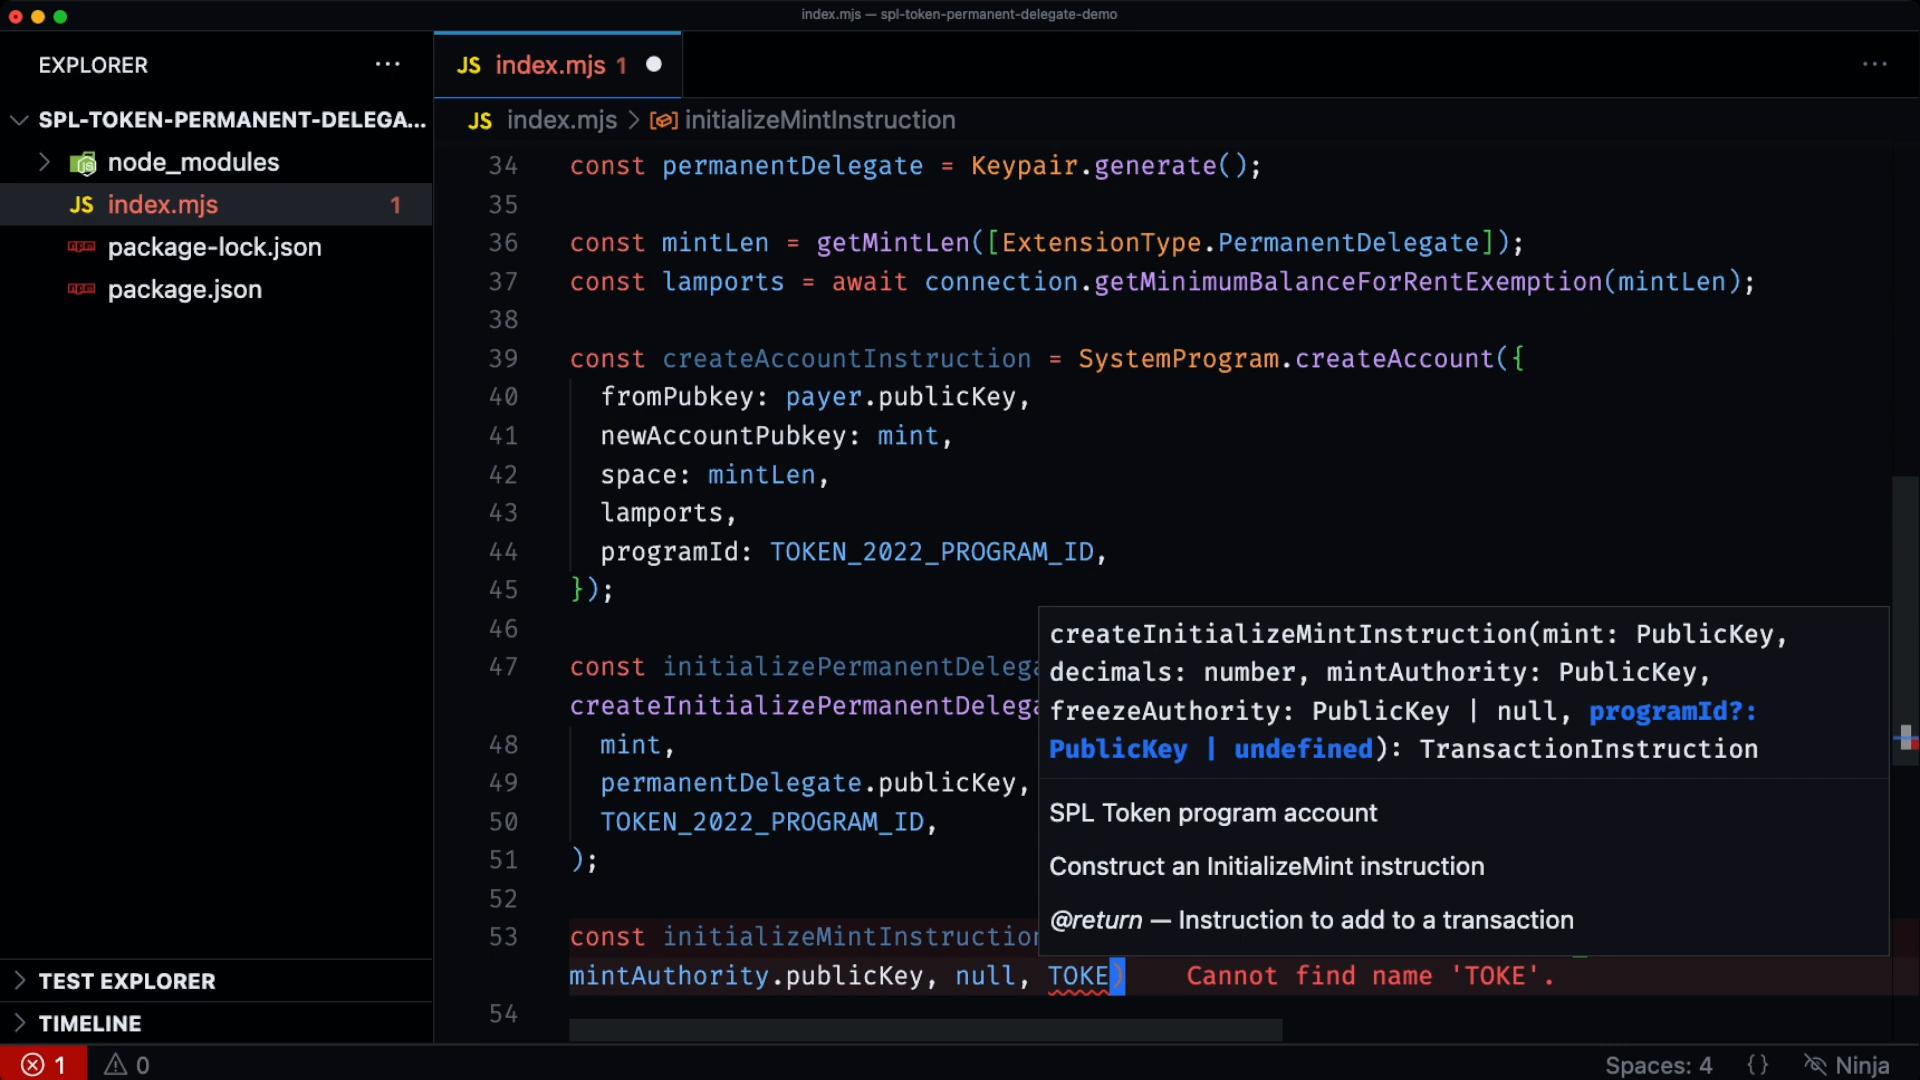 index.mjs — spl-token-permanent-delegate-demo
EXPLORER
JS index.mjs 1
SPL-TOKEN-PERMANENT-DELEGA...
JS index.mjs > initializeMintInstruction
node_modules
JS index.mjs 1
package-lock.json
package.json
34 const permanentDelegate = Keypair.generate();
35
36 const mintLen = getMintLen([ExtensionType.PermanentDelegate]);
37 const lamports = await connection.getMinimumBalanceForRentExemption(mintLen);
38
39 const createAccountInstruction = SystemProgram.createAccount({
40 fromPubkey: payer.publicKey,
41 newAccountPubkey: mint,
42 space: mintLen,
43 lamports,
44 programId: TOKEN_2022_PROGRAM_ID,
45 });
46
47 const initializePermanentDelega
createInitializePermanentDelega
48 mint,
49 permanentDelegate.publicKey,
50 TOKEN_2022_PROGRAM_ID,
51 );
52
53 const initializeMintInstruction
mintAuthority.publicKey, null, TOKE) Cannot find name 'TOKE'.
54
createInitializeMintInstruction(mint: PublicKey,
decimals: number, mintAuthority: PublicKey,
freezeAuthority: PublicKey | null, programId?:
PublicKey | undefined): TransactionInstruction
SPL Token program account
Construct an InitializeMint instruction
@return — Instruction to add to a transaction
TEST EXPLORER
TIMELINE
1 0
Spaces: 4 {} Ninja